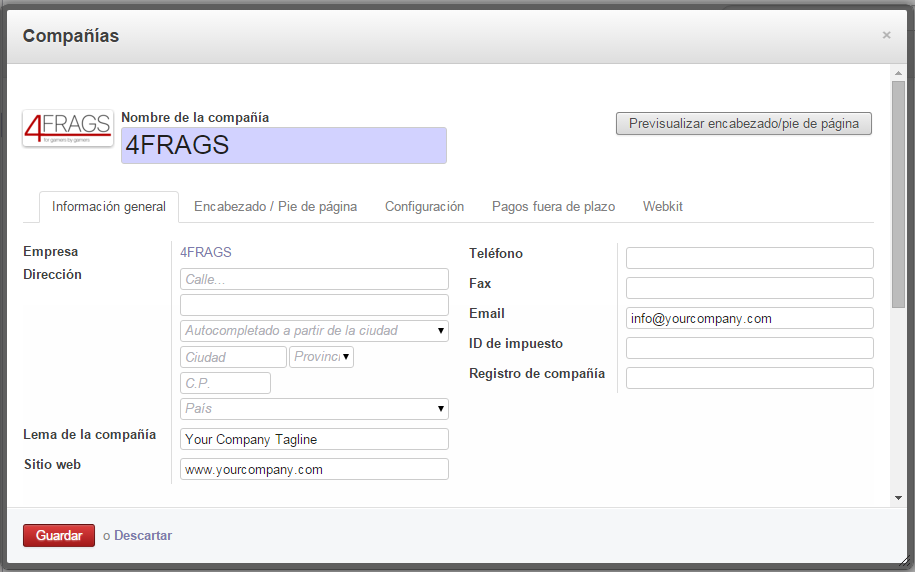 Compañías
×
4FRAGS
for gamers by gamers
Nombre de la compañía
4FRAGS
Previsualizar encabezado/pie de página
Información general Encabezado / Pie de página Configuración Pagos fuera de plazo Webkit
Empresa 4FRAGS
Dirección Calle...
Autocompletado a partir de la ciudad
Ciudad Provinci
C.P.
País
Lema de la compañía Your Company Tagline
Sitio web www.yourcompany.com
Teléfono
Fax
Email info@yourcompany.com
ID de impuesto
Registro de compañía
Guardar o Descartar